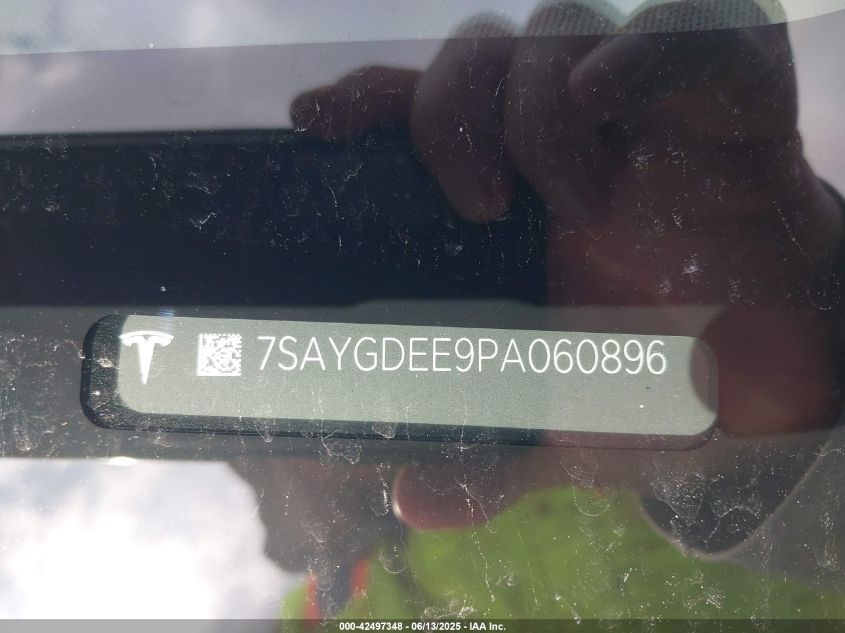 7SAYGDEE9PA060896
000-42497348 - 06/13/2025 - IAA Inc.